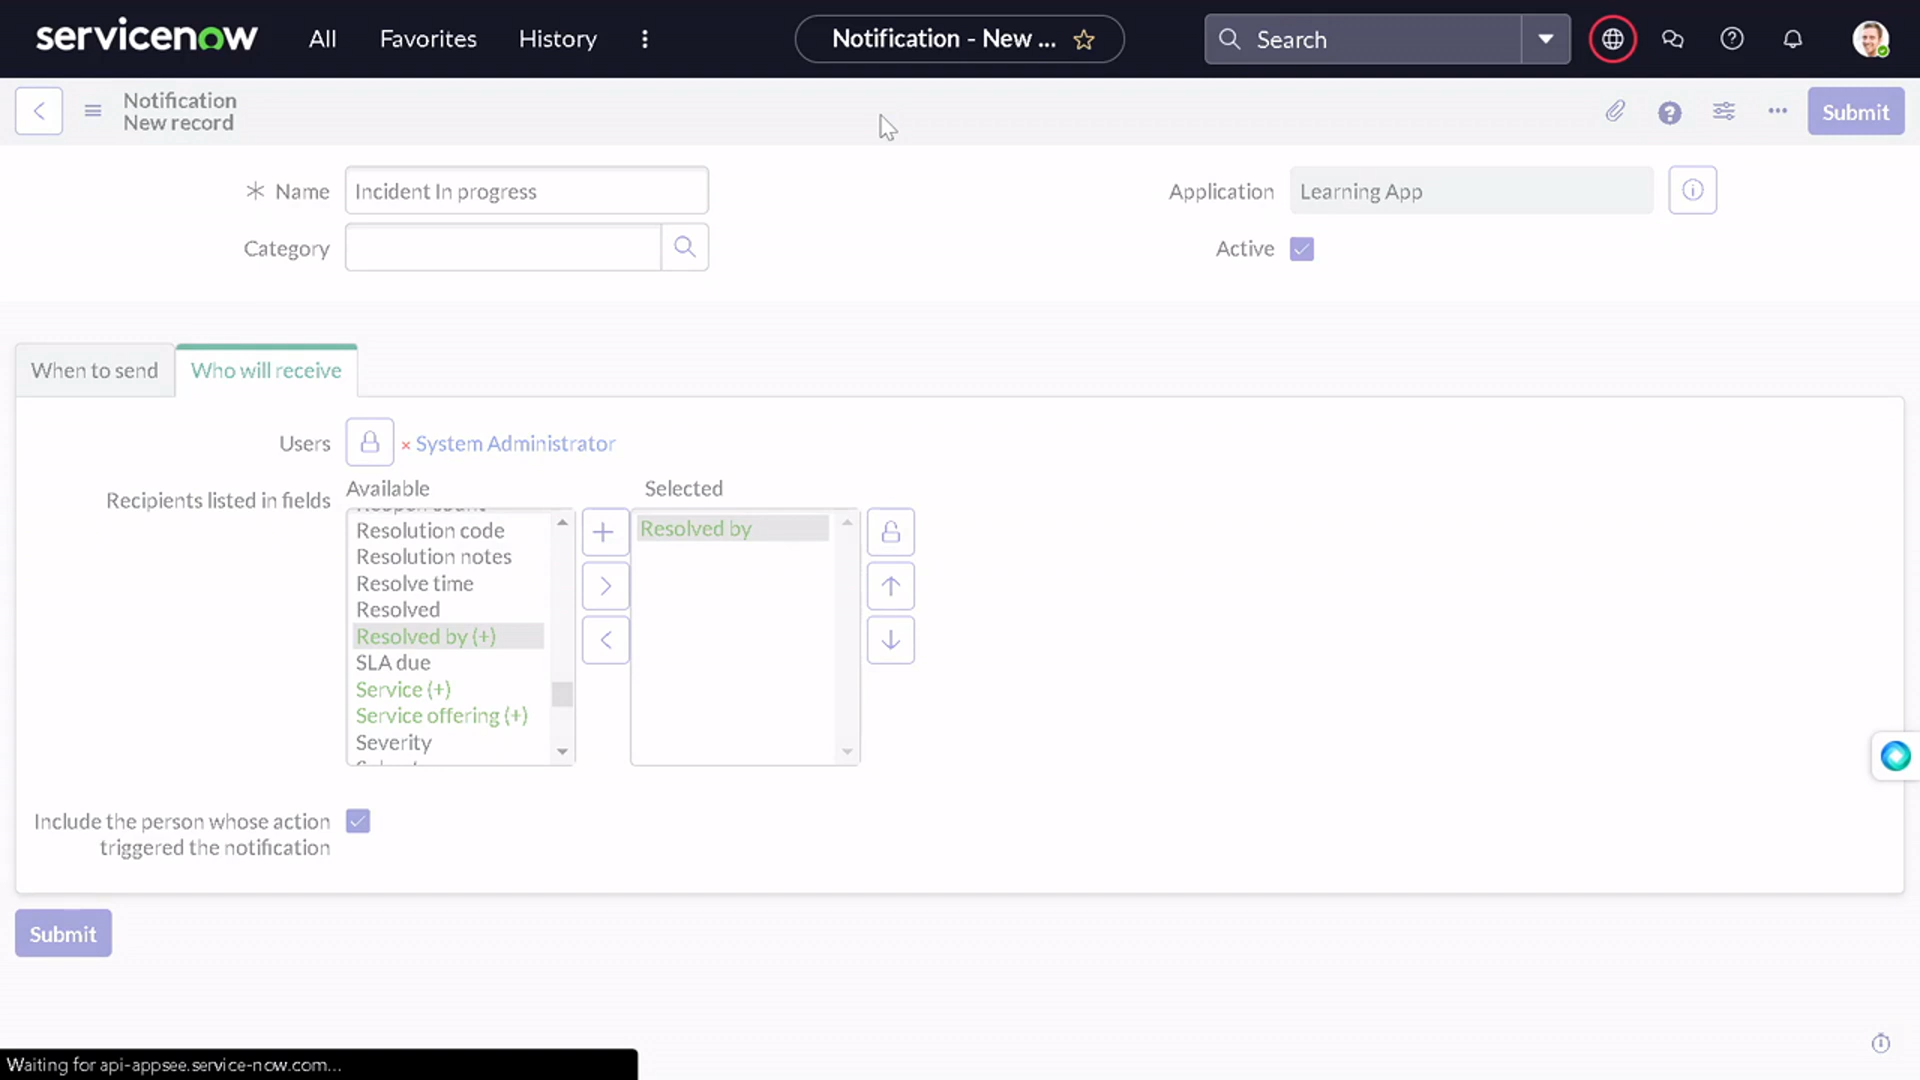 servicenow All Favorites History Notification - New ... Search
Notification
New record
Submit
Name Incident In progress
Application Learning App
Category
Active
When to send Who will receive
Users × System Administrator
Recipients listed in fields Available Selected
Resolution code
Resolution notes
Resolve time
Resolved
Resolved by (+)
SLA due
Service (+)
Service offering (+)
Severity
Resolved by
Include the person whose action
triggered the notification
Submit
Waiting for api-appsee.service-now.com...